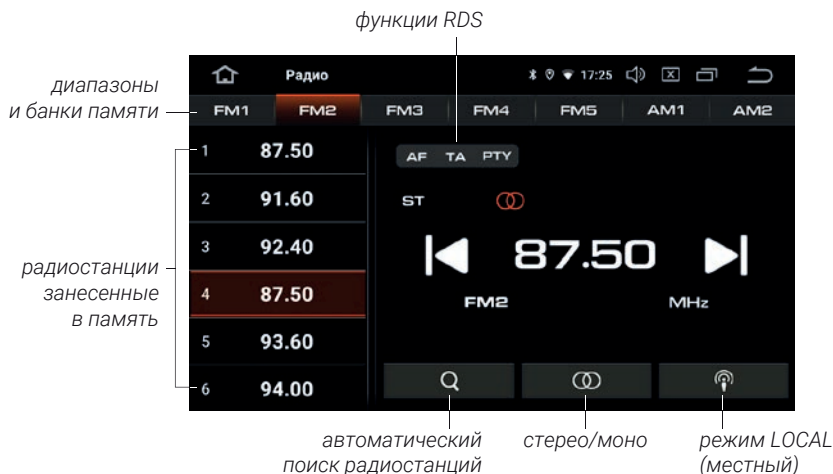 функции RDS
диапазоны
и банки памяти
Радио
17:25
FM1 FM2 FM3 FM4 FM5 AM1 AM2
радиостанции
занесенные
в память
1 87.50
2 91.60
3 92.40
4 87.50
5 93.60
6 94.00
AF TA PTY
ST
87.50
FM2 MHz
автоматический
поиск радиостанций
стерео/моно
режим LOCAL
(местный)